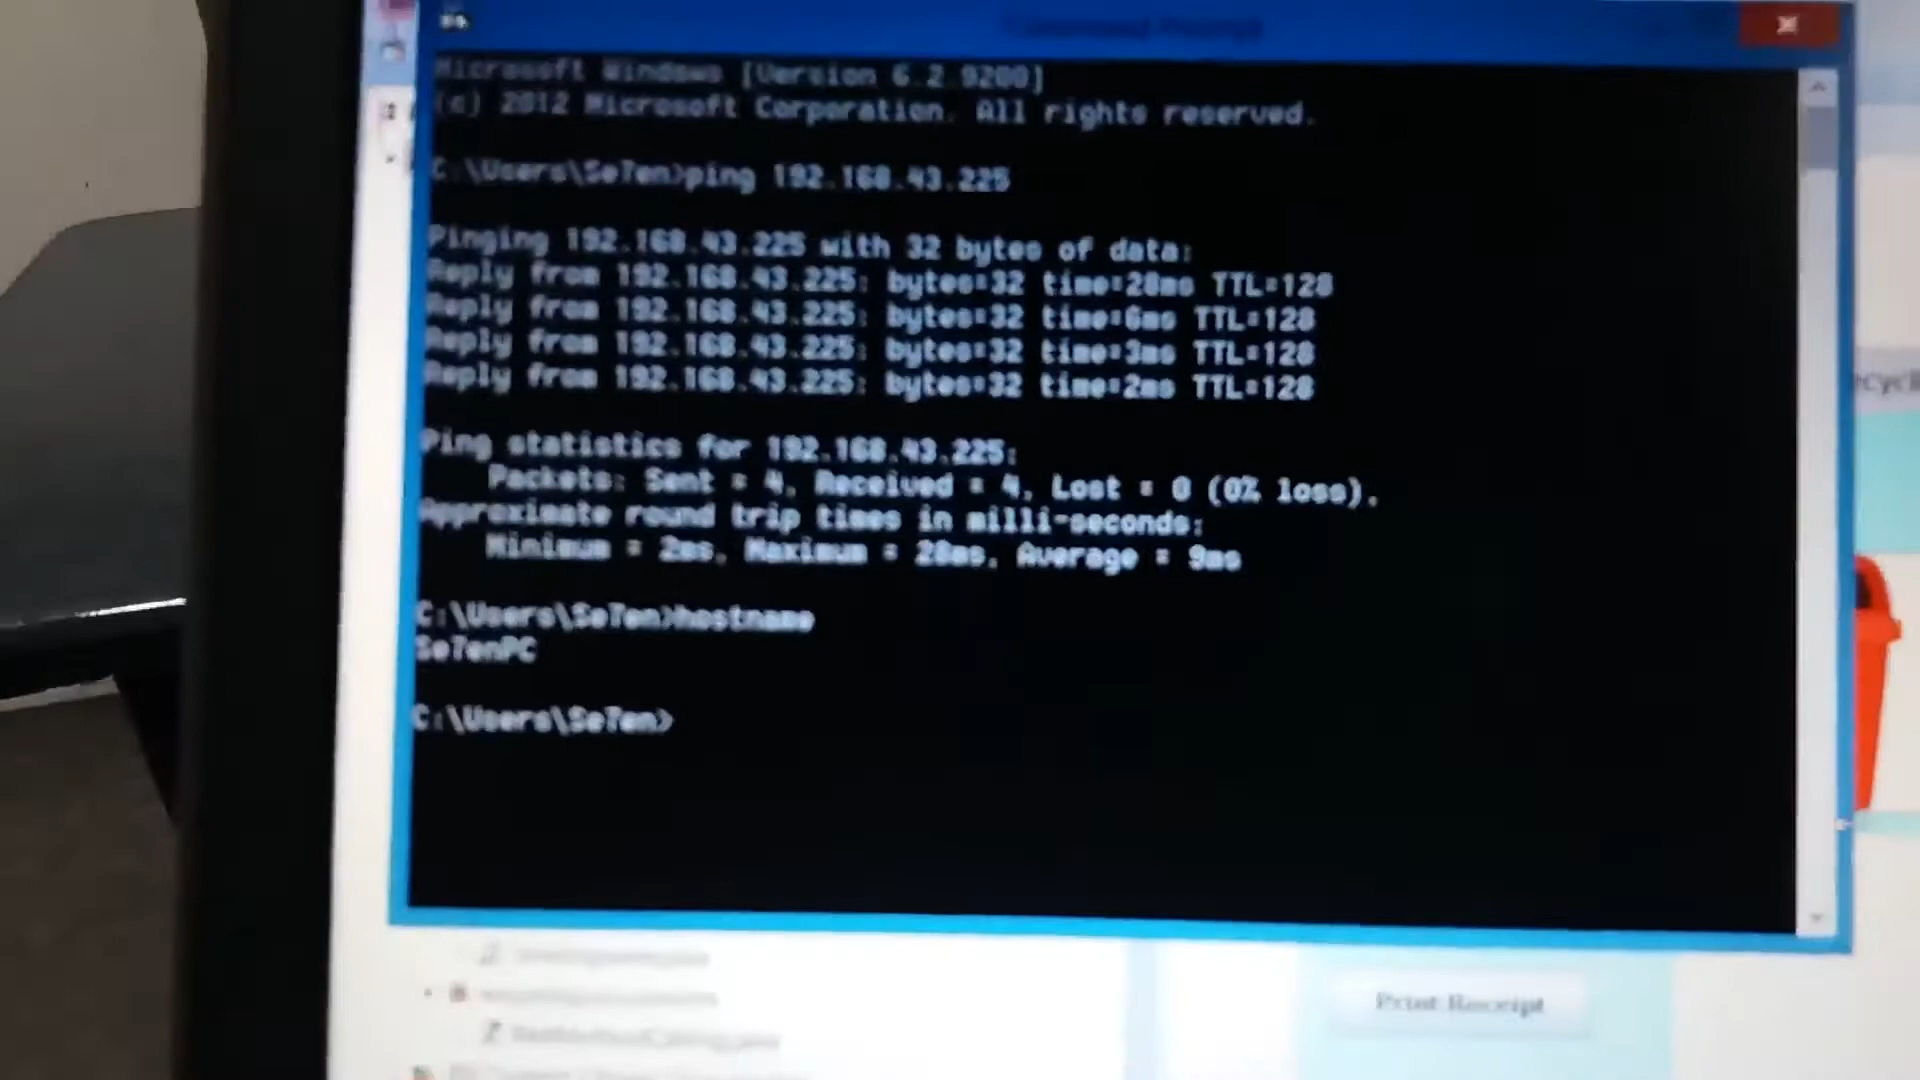 Command Prompt
Microsoft Windows [Version 6.2.9200]
(c) 2012 Microsoft Corporation. All rights reserved.
C:\Users\SeTen>ping 192.168.43.225
Pinging 192.168.43.225 with 32 bytes of data:
Reply from 192.168.43.225: bytes=32 time=28ms TTL=128
Reply from 192.168.43.225: bytes=32 time=6ms TTL=128
Reply from 192.168.43.225: bytes=32 time=3ms TTL=128
Reply from 192.168.43.225: bytes=32 time=2ms TTL=128
Ping statistics for 192.168.43.225:
Packets: Sent = 4, Received = 4, Lost = 0 (0% loss),
Approximate round trip times in milli-seconds:
Minimum = 2ms, Maximum = 28ms, Average = 9ms
C:\Users\SeTen>hostname
SeTenPC
C:\Users\SeTen>
Print Receipt